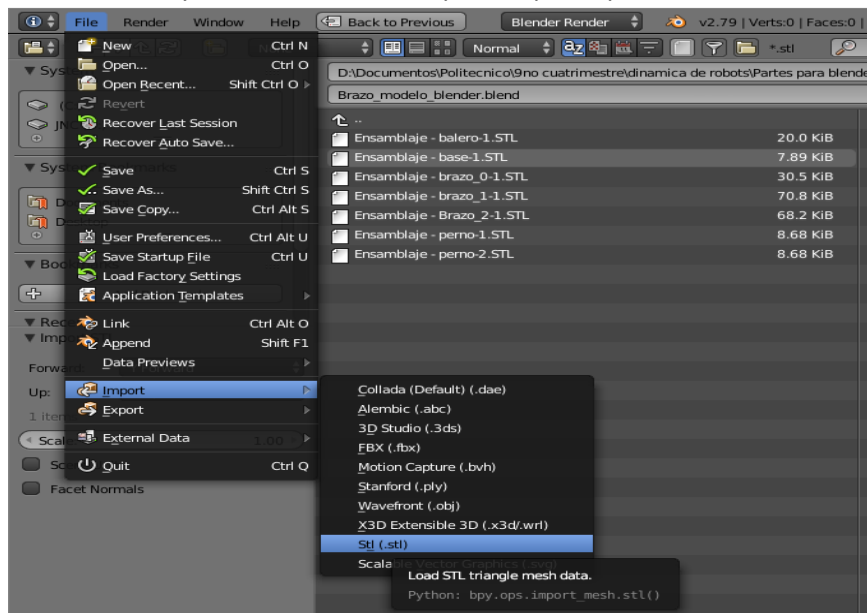 File Render Window Help Back to Previous Blender Render v2.79 | Verts:0 | Faces:0 |
New Ctrl N
Normal *.stl
Open... Ctrl O
D:\Documentos\Politecnico\9no cuatrimestre\dinamica de robots\Partes para blende
Open Recent... Shift Ctrl O
Brazo_modelo_blender.blend
Revert
Recover Last Session
..
Recover Auto Save...
Ensamblaje - balero-1.STL 20.0 KiB
Ensamblaje - base-1.STL 7.89 KiB
Save Ctrl S
Ensamblaje - brazo_0-1.STL 30.5 KiB
Save As... Shift Ctrl S
Ensamblaje - brazo_1-1.STL 70.8 KiB
Save Copy... Ctrl Alt S
Ensamblaje - Brazo_2-1.STL 68.2 KiB
Ensamblaje - perno-1.STL 8.68 KiB
User Preferences... Ctrl Alt U
Ensamblaje - perno-2.STL 8.68 KiB
Save Startup File Ctrl U
Load Factory Settings
Application Templates
Link Ctrl Alt O
Append Shift F1
Data Previews
Forwar
Up:
Import
Export
1 item
External Data
Scal 1.00
Quit Ctrl Q
Facet Normals
Collada (Default) (.dae)
Alembic (.abc)
3D Studio (.3ds)
FBX (.fbx)
Motion Capture (.bvh)
Stanford (.ply)
Wavefront (.obj)
X3D Extensible 3D (.x3d/.wrl)
Stl (.stl)
Scalable Vector Graphics (.svg)
Load STL triangle mesh data.
Python: bpy.ops.import_mesh.stl()